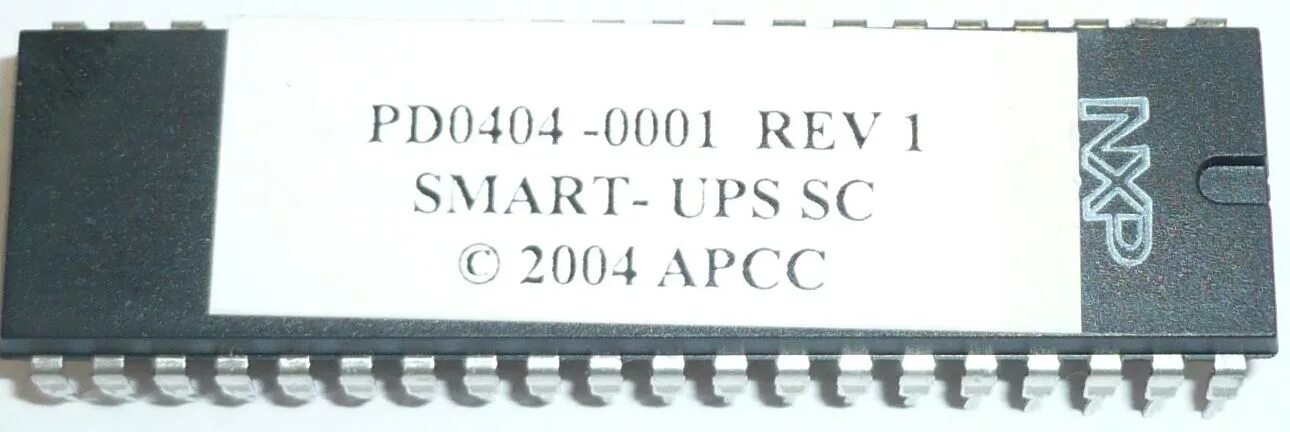 PD0404 -0001 REV 1
SMART- UPS SC
© 2004 APCC
NXP